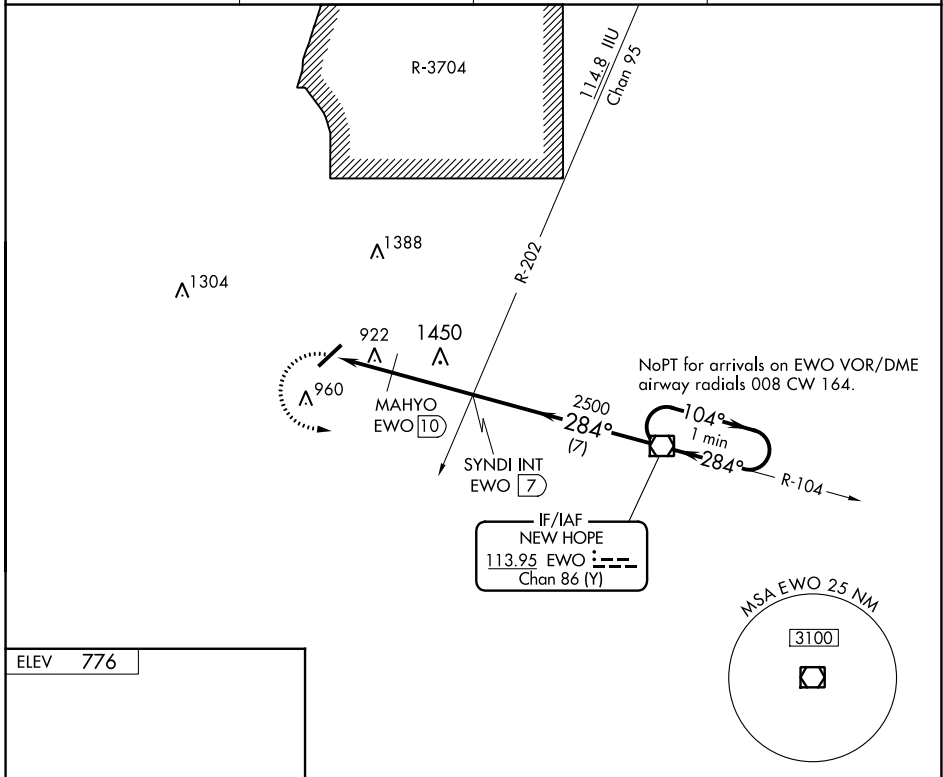 R-3704
114.8 IIU
Chan 95
R-202
1388
1304
922
1450
960
MAHYO
EWO 10
SYNDI INT
EWO 7
2500
284°
(7)
NoPT for arrivals on EWO VOR/DME
airway radials 008 CW 164.
104°
1 min
284°
R-104
IF/IAF
NEW HOPE
113.95 EWO
Chan 86 (Y)
MSA EWO 25 NM
3100
ELEV 776